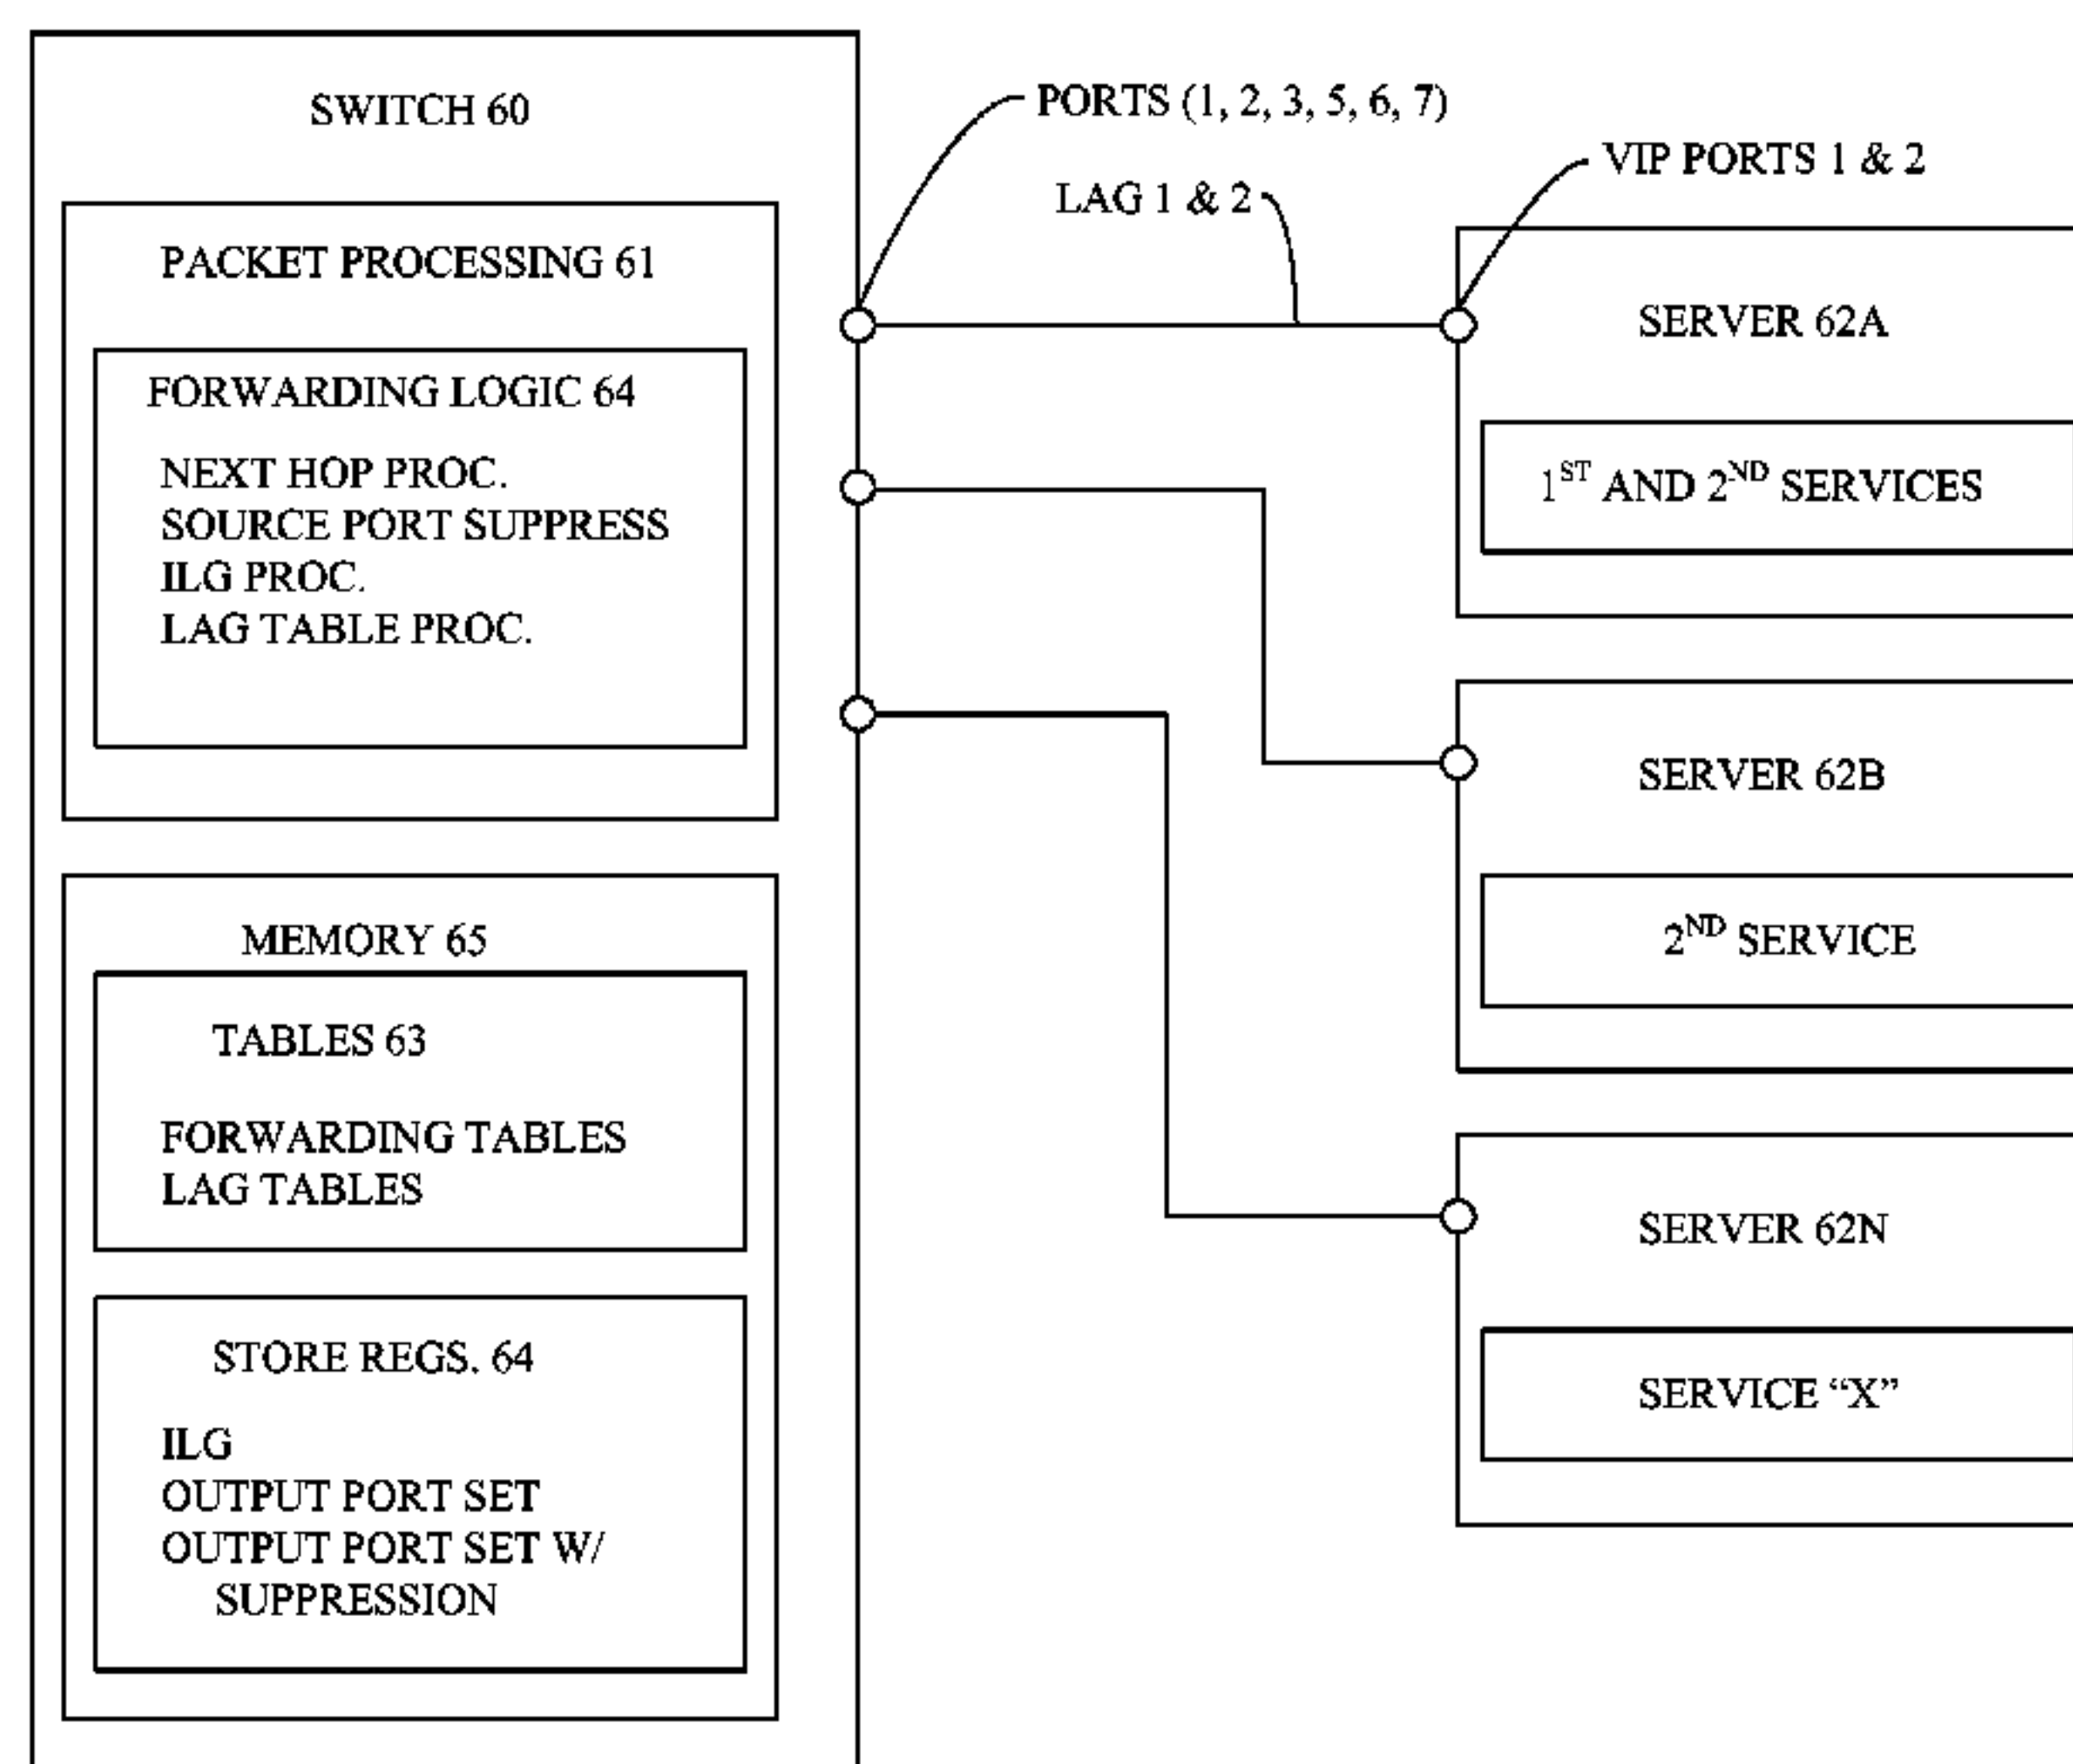 SWITCH 60
PACKET PROCESSING 61
FORWARDING LOGIC 64
NEXT HOP PROC.
SOURCE PORT SUPPRESS
ILG PROC.
LAG TABLE PROC.
MEMORY 65
TABLES 63
FORWARDING TABLES
LAG TABLES
STORE REGS. 64
ILG
OUTPUT PORT SET
OUTPUT PORT SET W/
SUPPRESSION
PORTS (1, 2, 3, 5, 6, 7)
LAG 1 & 2
VIP PORTS 1 & 2
SERVER 62A
1ST AND 2ND SERVICES
SERVER 62B
2ND SERVICE
SERVER 62N
SERVICE “X”